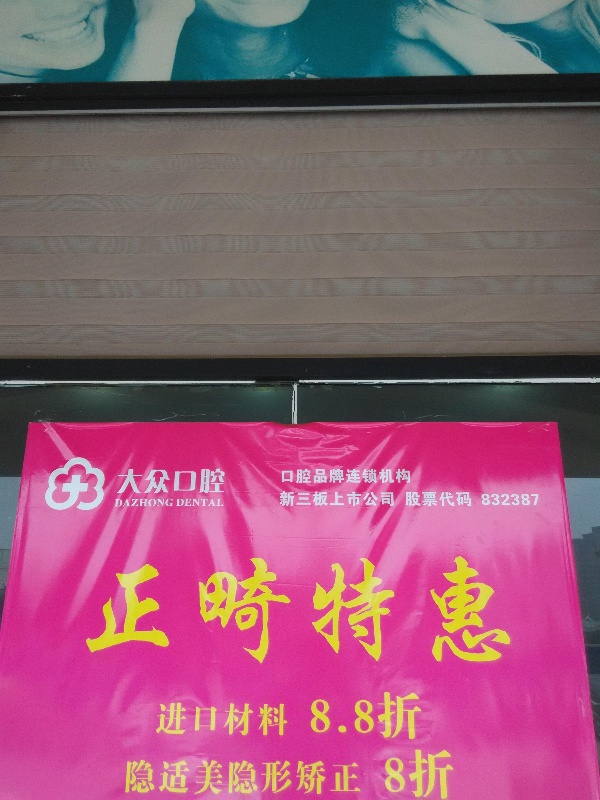 大众口腔
DAZHONG DENTAL
口腔品牌连锁机构
新三板上市公司 股票代码 832387
正畸特惠
进口材料 8.8折
隐适美隐形矫正 8折